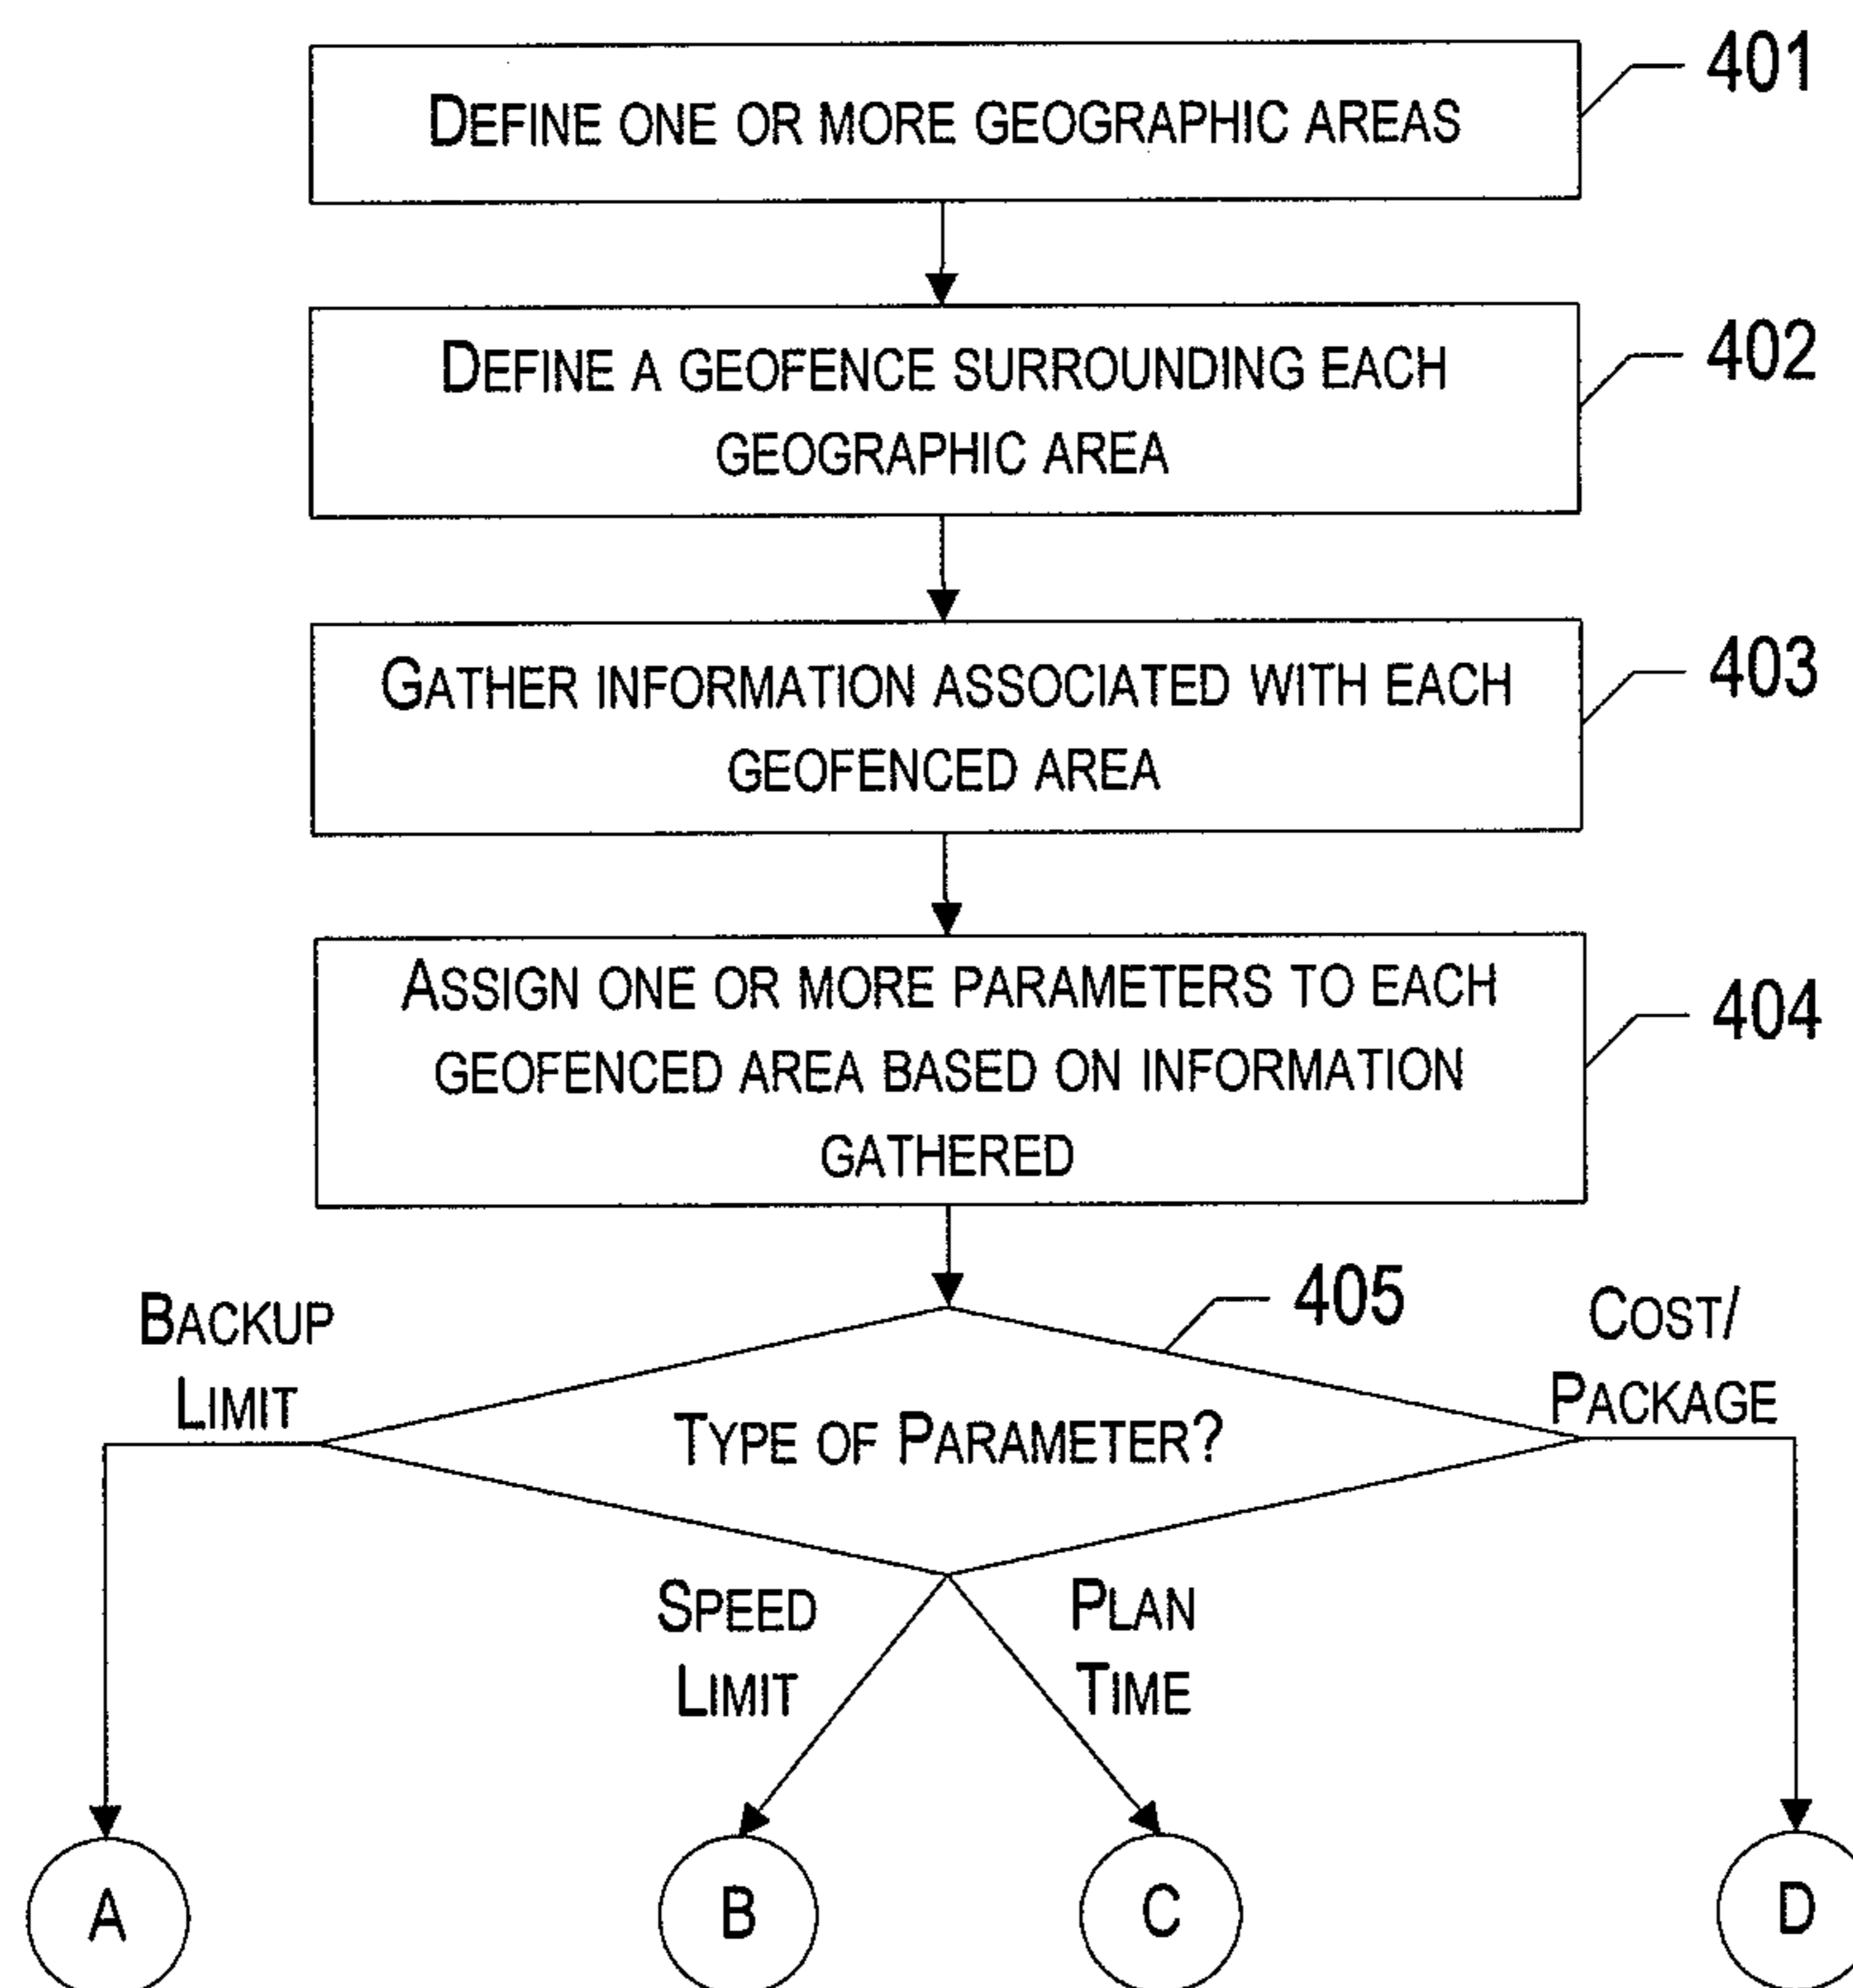 DEFINE ONE OR MORE GEOGRAPHIC AREAS
401
DEFINE A GEOFENCE SURROUNDING EACH
GEOGRAPHIC AREA
402
GATHER INFORMATION ASSOCIATED WITH EACH
GEOFENCED AREA
403
ASSIGN ONE OR MORE PARAMETERS TO EACH
GEOFENCED AREA BASED ON INFORMATION
GATHERED
404
405
TYPE OF PARAMETER?
BACKUP
LIMIT
SPEED
LIMIT
PLAN
TIME
COST/
PACKAGE
A
B
C
D